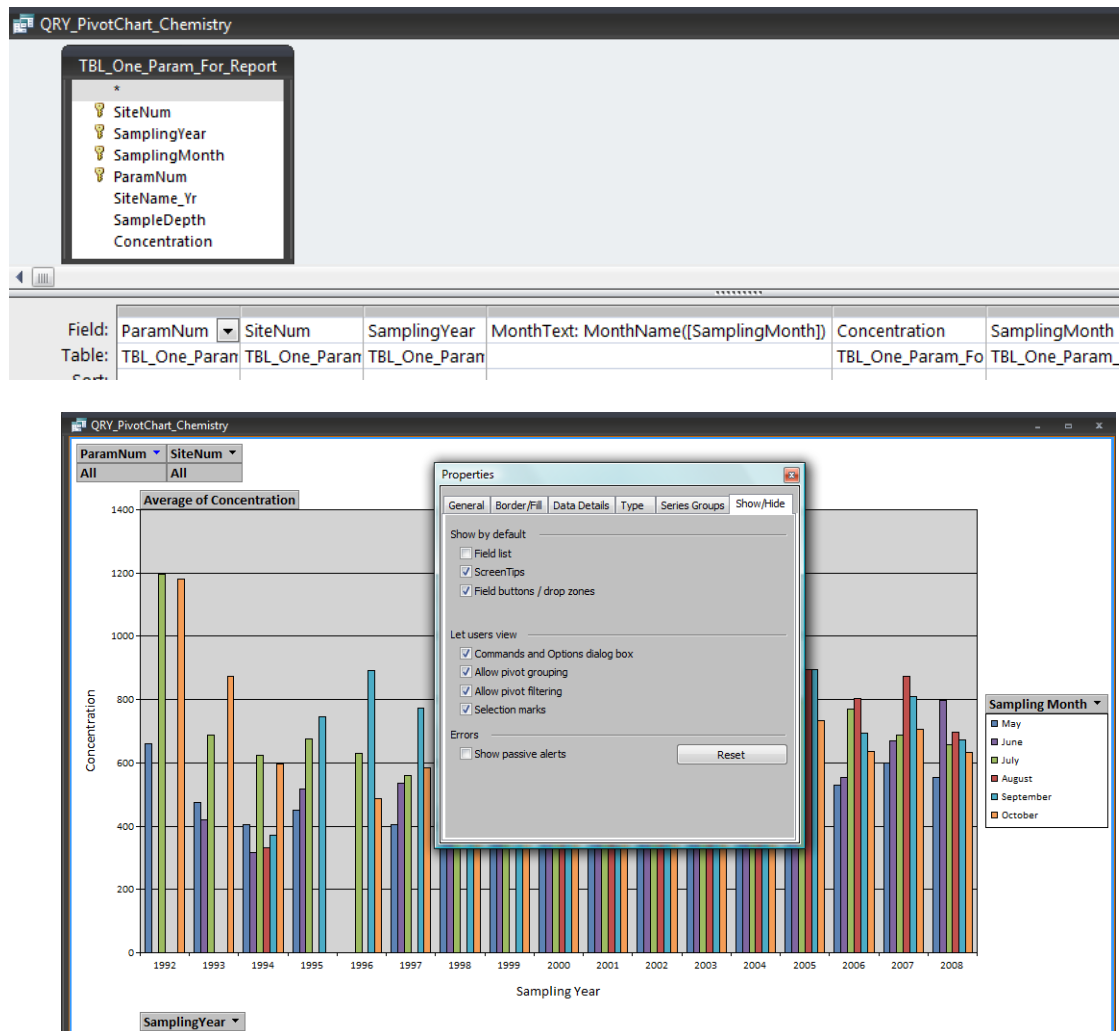 QRY_PivotChart_Chemistry
TBL_One_Param_For_Report
*
SiteNum
SamplingYear
SamplingMonth
ParamNum
SiteName_Yr
SampleDepth
Concentration
Field: ParamNum SiteNum SamplingYear MonthText: MonthName([SamplingMonth]) Concentration SamplingMonth
Table: TBL_One_Param TBL_One_Param TBL_One_Param TBL_One_Param_Fo TBL_One_Param_
QRY_PivotChart_Chemistry
ParamNum SiteNum
All All
Average of Concentration
1400
1200
1000
800
600
400
200
0
Concentration
1992 1993 1994 1995 1996 1997 1998 1999 2000 2001 2002 2003 2004 2005 2006 2007 2008
Sampling Year
SamplingYear
Properties
General Border/Fill Data Details Type Series Groups Show/Hide
Show by default
Field list
ScreenTips
Field buttons / drop zones
Let users view
Commands and Options dialog box
Allow pivot grouping
Allow pivot filtering
Selection marks
Errors
Show passive alerts Reset
Sampling Month
May
June
July
August
September
October